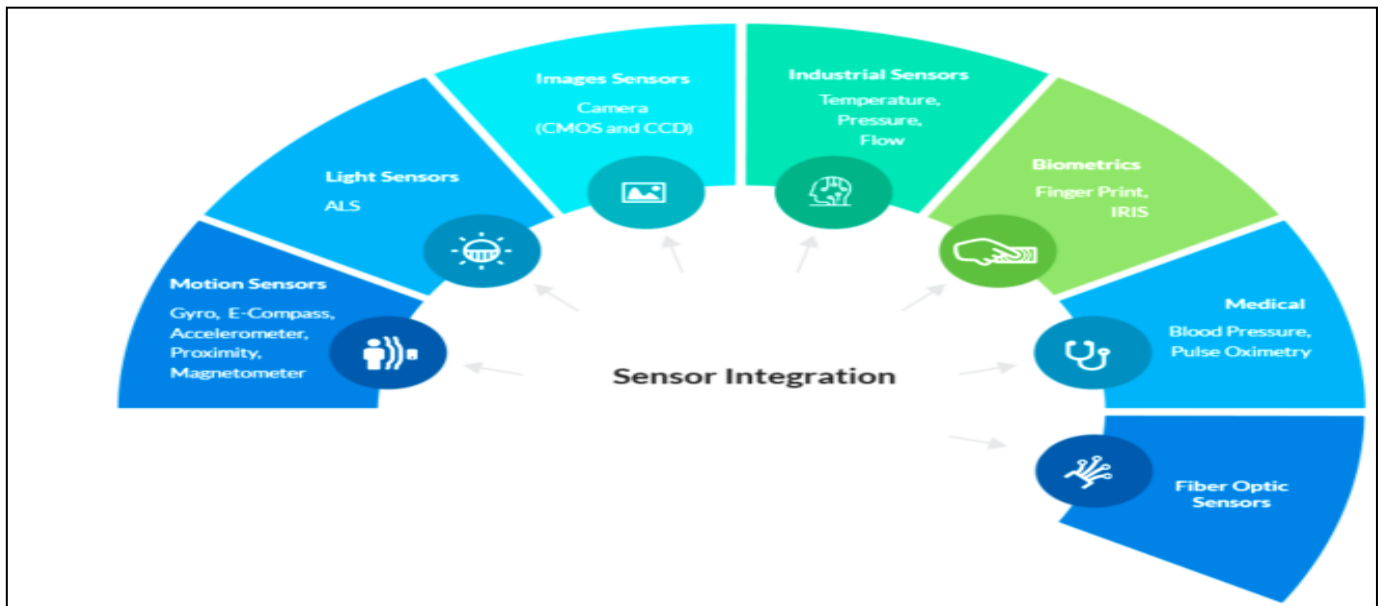 Images Sensors
Camera
(CMOS and CCD)
Industrial Sensors
Temperature,
Pressure,
Flow
Light Sensors
ALS
Biometrics
Finger Print,
IRIS
Motion Sensors
Gyro, E-Compass,
Accelerometer,
Proximity,
Magnetometer
Medical
Blood Pressure,
Pulse Oximetry
Sensor Integration
Fiber Optic
Sensors